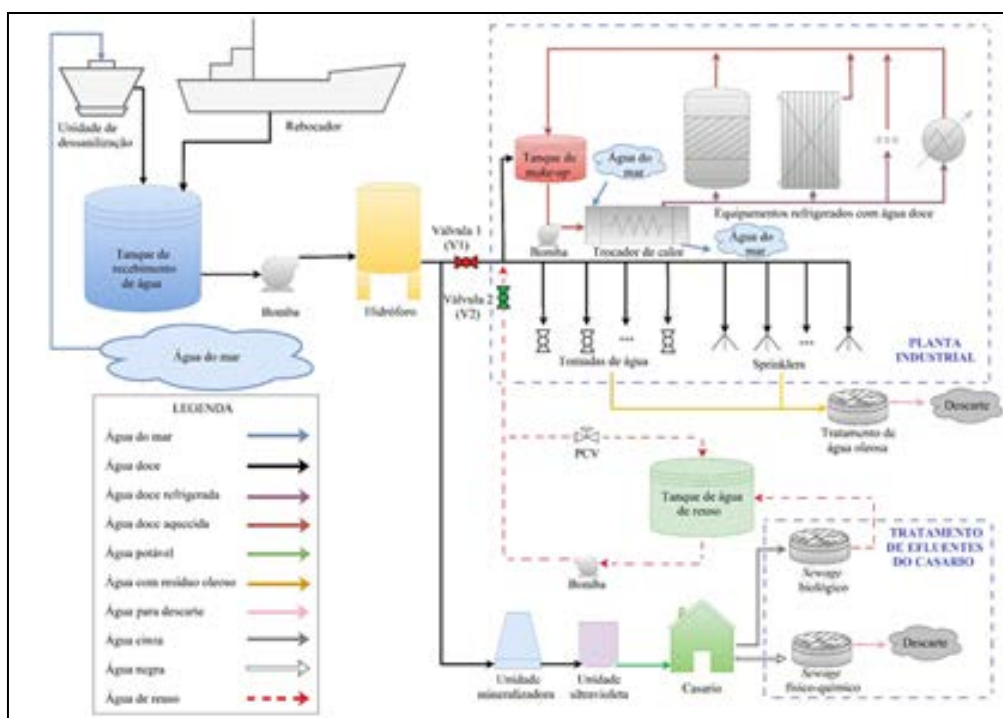 Unidade de
dessanilização
Rebocador
Tanque de
recebimento
de água
Bomba
Hidróforo
Água do mar
Válvula 1
(V1)
Válvula 2
(V2)
Tanque de
make-up
Água do
mar
Bomba
Trocador de calor
Água do
mar
Equipamentos refrigerados com água doce
Tomadas de água
Sprinklers
PLANTA
INDUSTRIAL
Tratamento de
água oleosa
Descarte
LEGENDA
Água do mar
Água doce
Água doce refrigerada
Água doce aquecida
Água potável
Água com resíduo oleoso
Água para descarte
Água cinza
Água negra
Água de reuso
PCV
Tanque de água
de reuso
Bomba
TRATAMENTO
DE EFLUENTES
DO CASARIO
Sewage
biológico
Sewage
físico-químico
Descarte
Unidade
mineralizadora
Unidade
ultravioleta
Casario